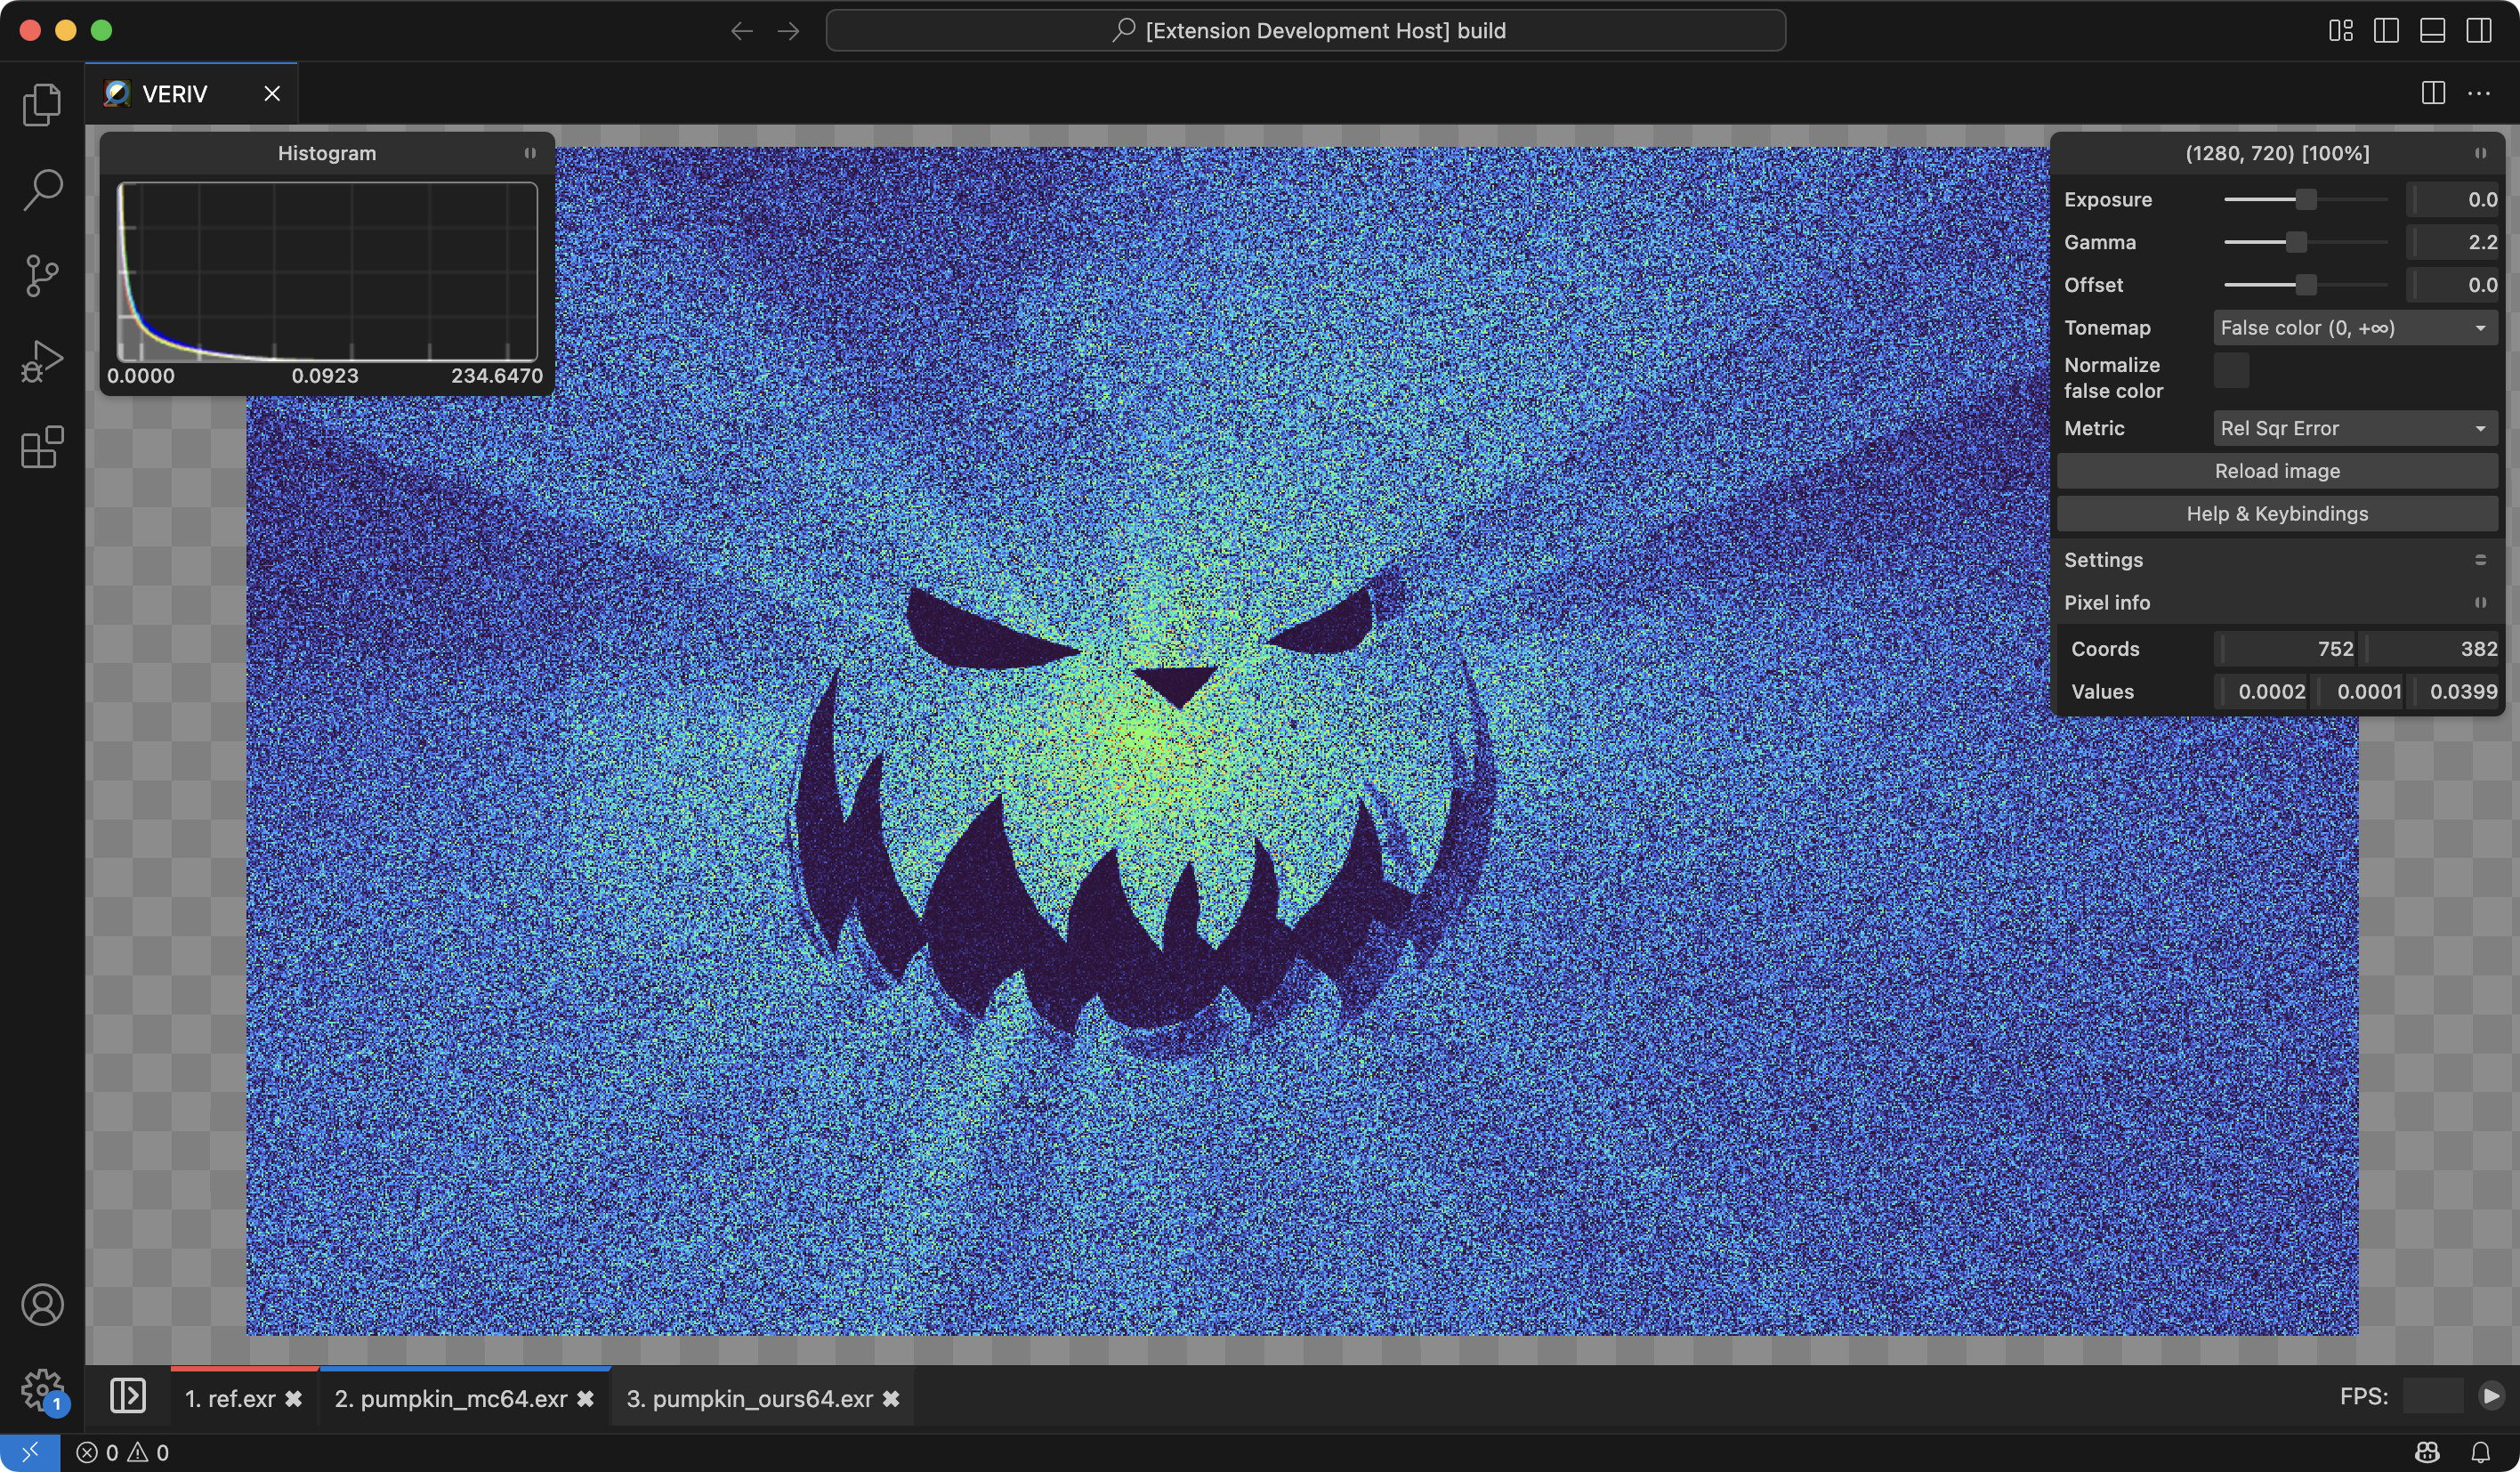 [Extension Development Host] build
VERIV
Histogram
0.0000 0.0923 234.6470
(1280, 720) [100%]
Exposure 0.0
Gamma 2.2
Offset 0.0
Tonemap False color (0, +∞)
Normalize
false color
Metric Rel Sqr Error
Reload image
Help & Keybindings
Settings
Pixel info
Coords 752 382
Values 0.0002 0.0001 0.0399
1. ref.exr ✖ 2. pumpkin_mc64.exr ✖ 3. pumpkin_ours64.exr ✖ FPS:
1
0 0